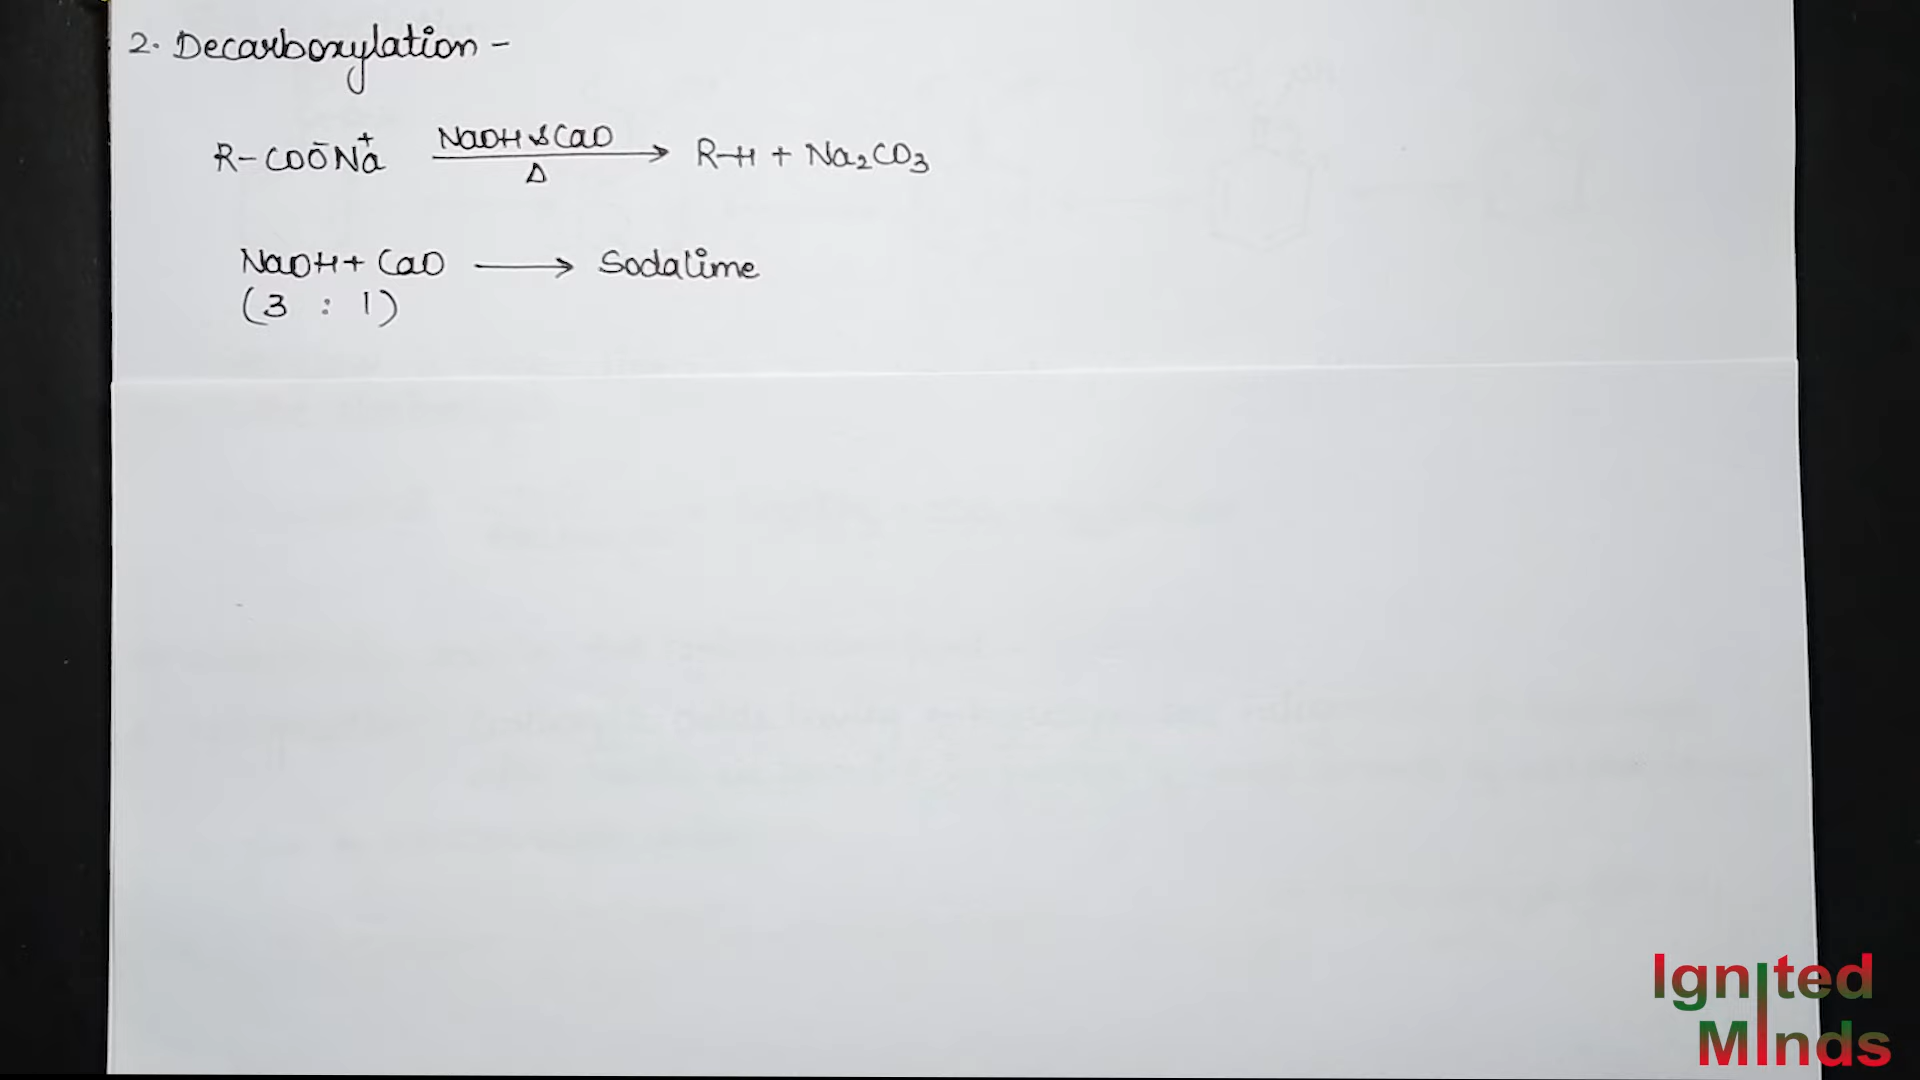 2. Decarboxylation -
R-COO⁻Na⁺ NaOH & CaO → R-H + Na₂CO₃
Δ
NaOH + CaO → Sodalime
(3 : 1)
Ignited
Minds